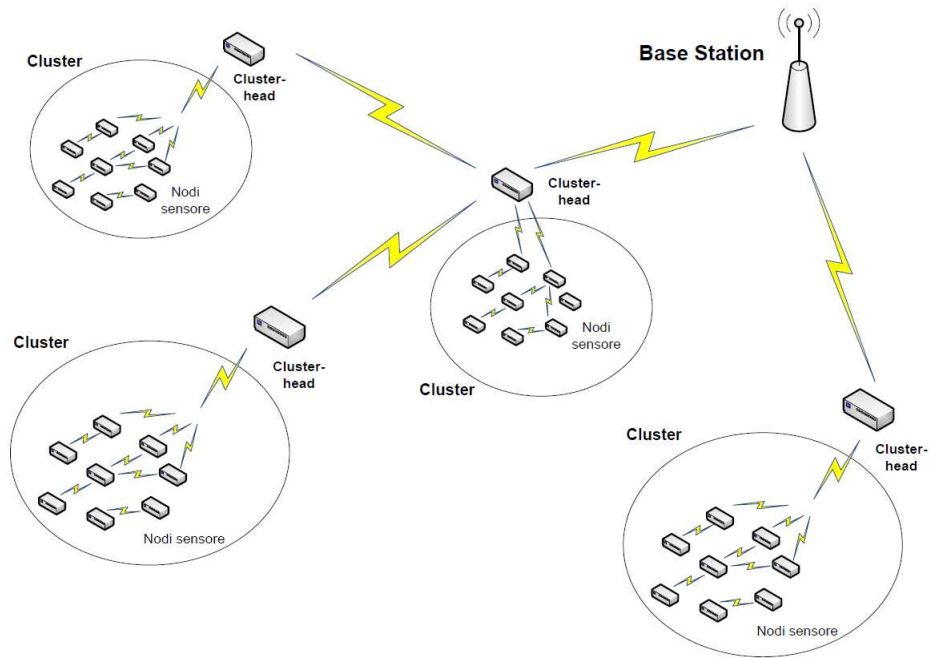 Cluster
Cluster-
head
Nodi
sensore
Base Station
Cluster-
head
Nodi
sensore
Cluster
Cluster
Cluster-
head
Nodi sensore
Cluster
Cluster-
head
Nodi sensore